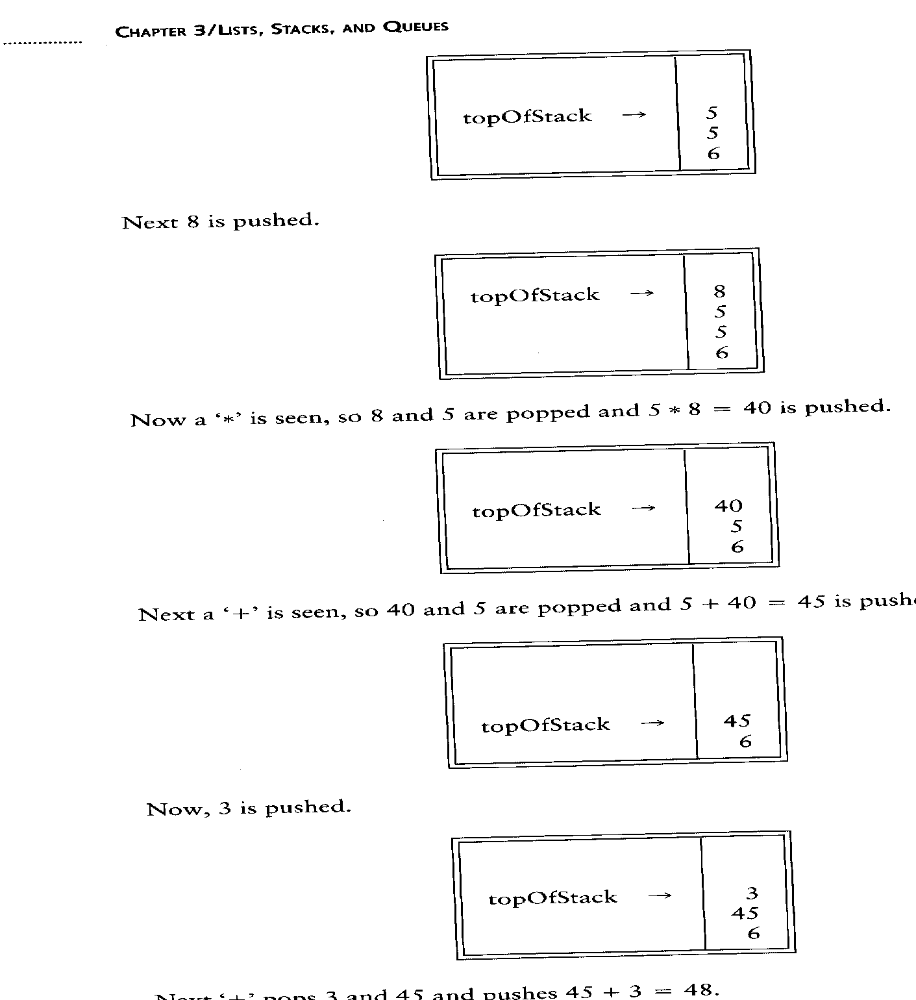 CHAPTER 3/LISTS, STACKS, AND QUEUES
topOfStack → 5
5
6
Next 8 is pushed.
topOfStack → 8
5
5
6
Now a ‘*’ is seen, so 8 and 5 are popped and 5 * 8 = 40 is pushed.
topOfStack → 40
5
6
Next a ‘+’ is seen, so 40 and 5 are popped and 5 + 40 = 45 is
topOfStack → 45
6
Now, 3 is pushed.
topOfStack → 3
45
6
Next ‘+’ pops 3 and 45 and pushes 45 + 3 = 48.